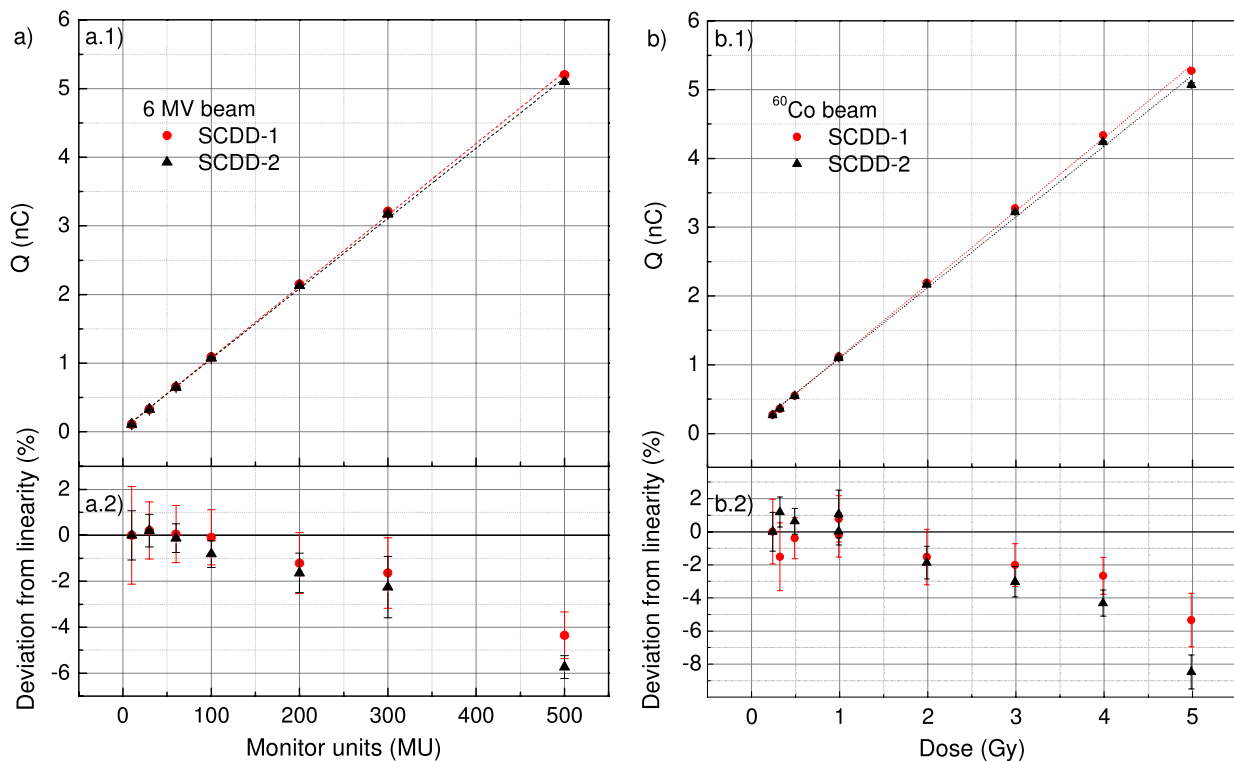 a)
a.1)
6 MV beam
SCDD-1
SCDD-2
Q (nC)
6
5
4
3
2
1
0
a.2)
Deviation from linearity (%)
2
0
-2
-4
-6
0 100 200 300 400 500
Monitor units (MU)
b)
b.1)
⁶⁰Co beam
SCDD-1
SCDD-2
Q (nC)
6
5
4
3
2
1
0
b.2)
Deviation from linearity (%)
2
0
-2
-4
-6
-8
0 1 2 3 4 5
Dose (Gy)